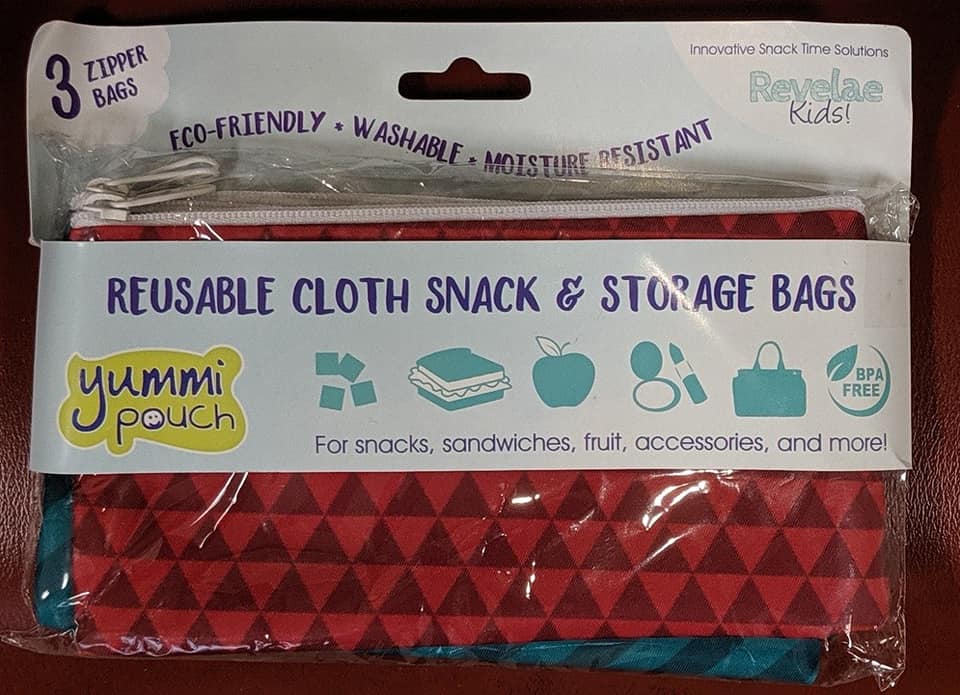 3 ZIPPER
BAGS
Innovative Snack Time Solutions
Revelae
Kids!
ECO-FRIENDLY * WASHABLE * MOISTURE RESISTANT
REUSABLE CLOTH SNACK & STORAGE BAGS
yummi
pouch
BPA
FREE
For snacks, sandwiches, fruit, accessories, and more!